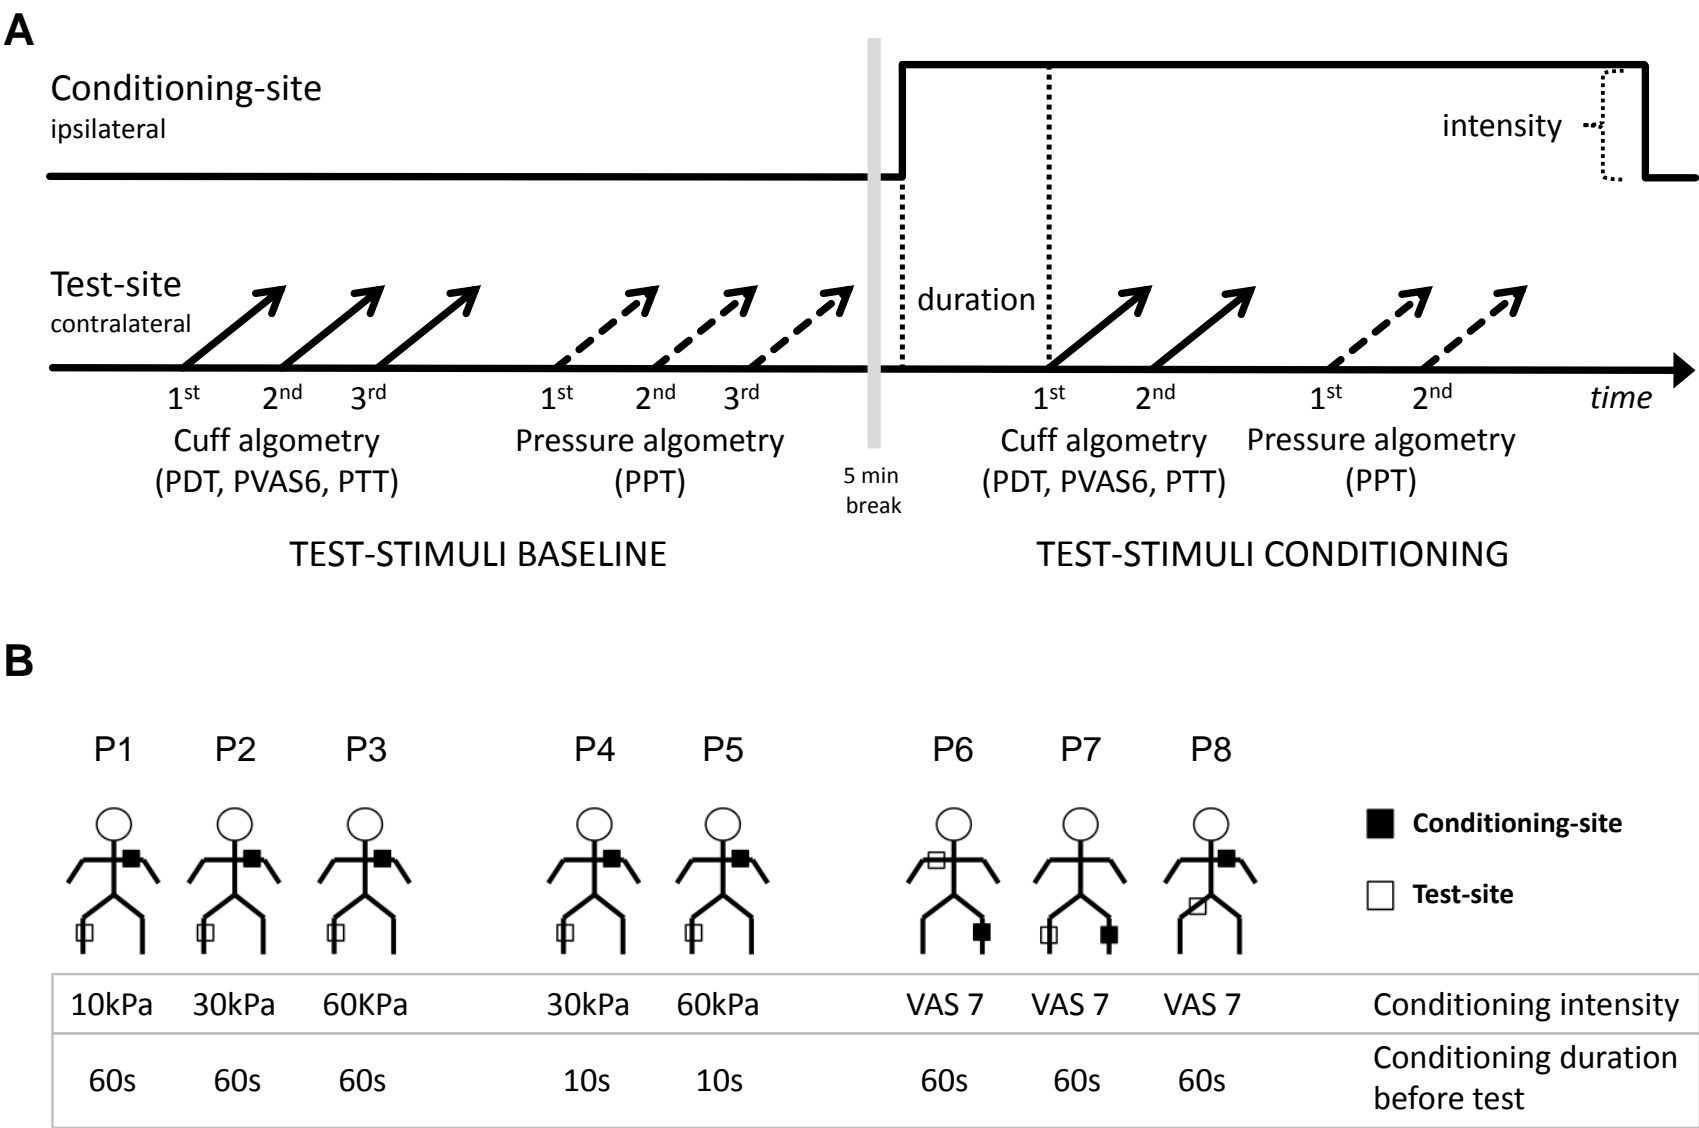 A
Conditioning-site
ipsilateral
intensity
Test-site
contralateral
duration
1st 2nd 3rd 1st 2nd 3rd 1st 2nd 1st 2nd time
Cuff algometry Pressure algometry Cuff algometry Pressure algometry
(PDT, PVAS6, PTT) (PPT) (PDT, PVAS6, PTT) (PPT)
5 min
break
TEST-STIMULI BASELINE TEST-STIMULI CONDITIONING
B
P1 P2 P3 P4 P5 P6 P7 P8
Conditioning-site
Test-site
10kPa 30kPa 60KPa 30kPa 60kPa VAS 7 VAS 7 VAS 7 Conditioning intensity
60s 60s 60s 10s 10s 60s 60s 60s Conditioning duration
before test